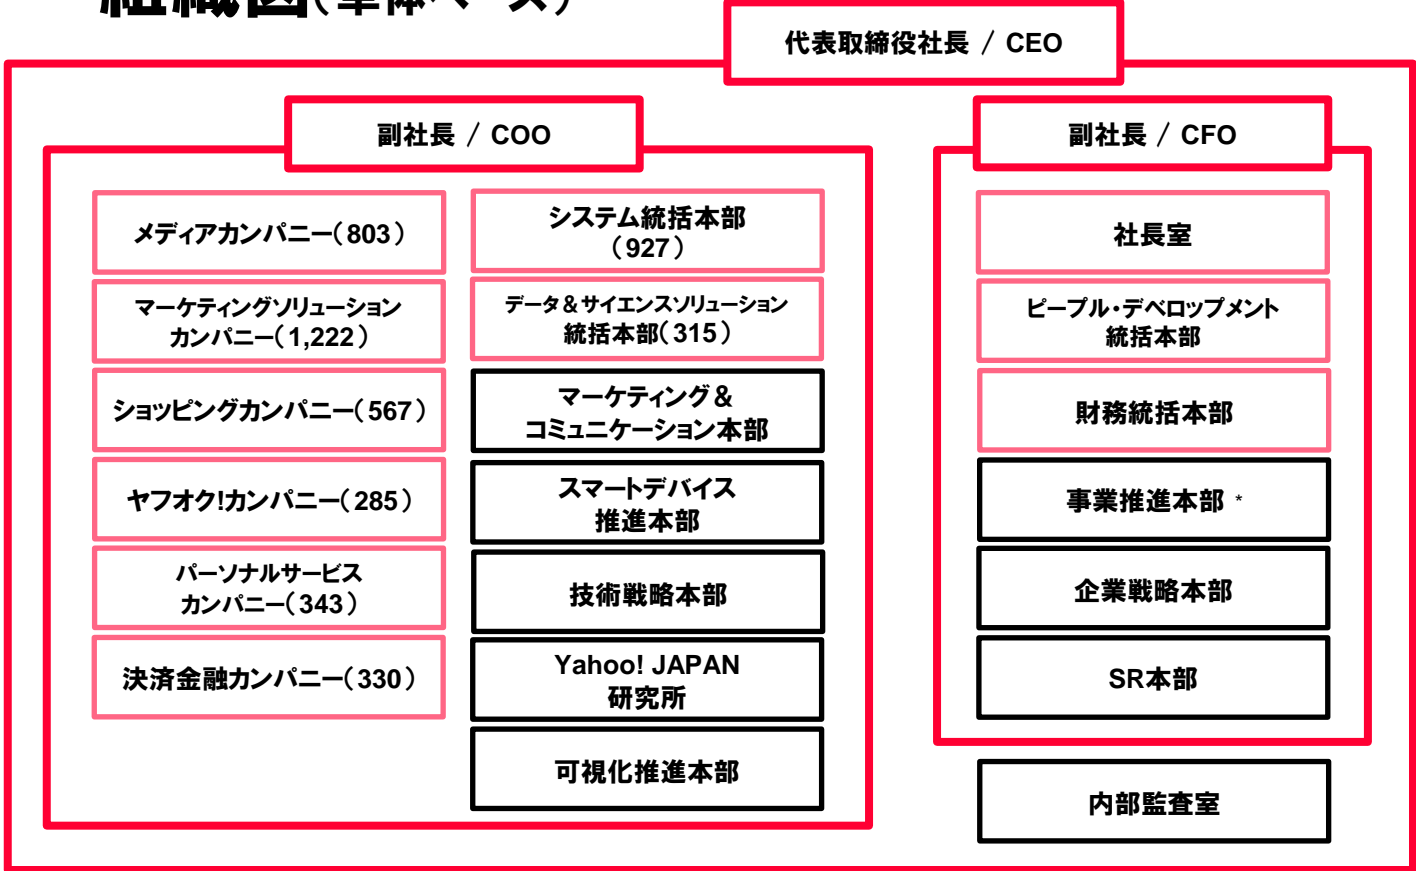 組織図(単体ベース)
代表取締役社長 / CEO
副社長 / COO
メディアカンパニー(803)
マーケティングソリューション
カンパニー(1,222)
ショッピングカンパニー(567)
ヤフオク!カンパニー(285)
パーソナルサービス
カンパニー(343)
決済金融カンパニー(330)
システム統括本部
(927)
データ&サイエンスソリューション
統括本部(315)
マーケティング&
コミュニケーション本部
スマートデバイス
推進本部
技術戦略本部
Yahoo! JAPAN
研究所
可視化推進本部
副社長 / CFO
社長室
ピープル・デベロップメント
統括本部
財務統括本部
事業推進本部 *
企業戦略本部
SR本部
内部監査室